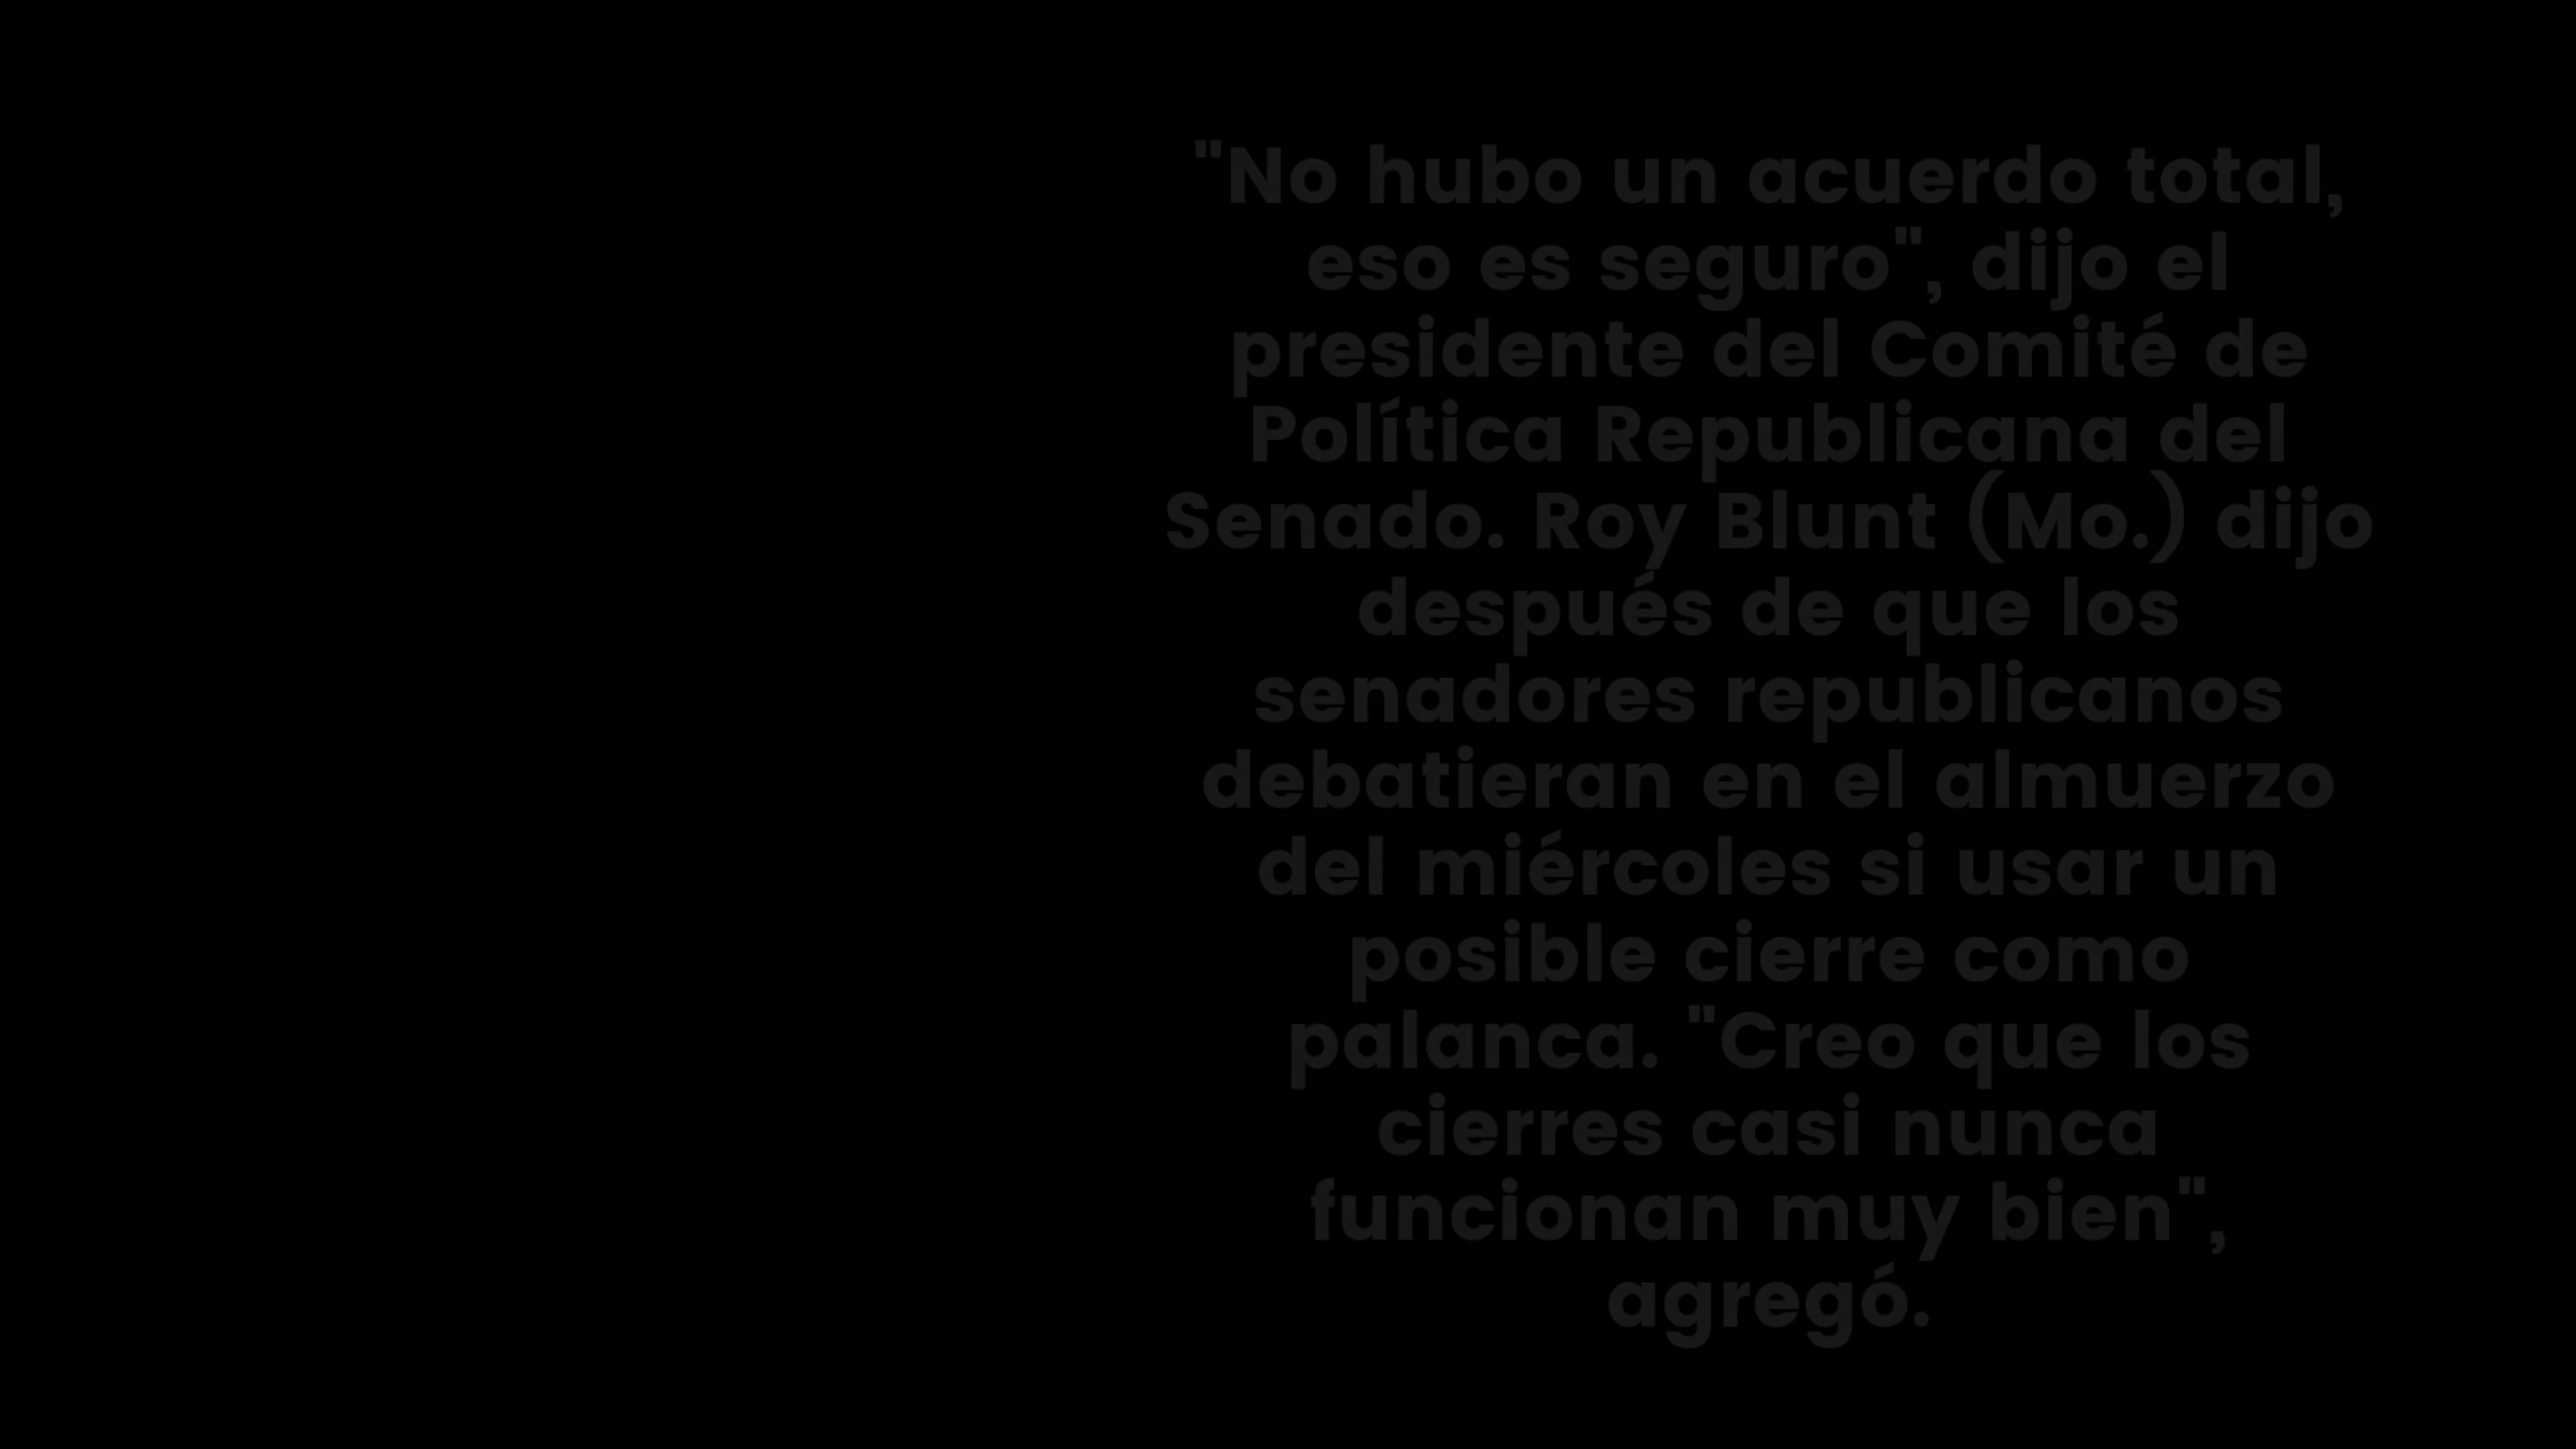 "No hubo un acuerdo total,
eso es seguro", dijo el
presidente del Comité de
Política Republicana del
Senado. Roy Blunt (Mo.) dijo
después de que los
senadores republicanos
debatieran en el almuerzo
del miércoles si usar un
posible cierre como
palanca. "Creo que los
cierres casi nunca
funcionan muy bien",
agregó.